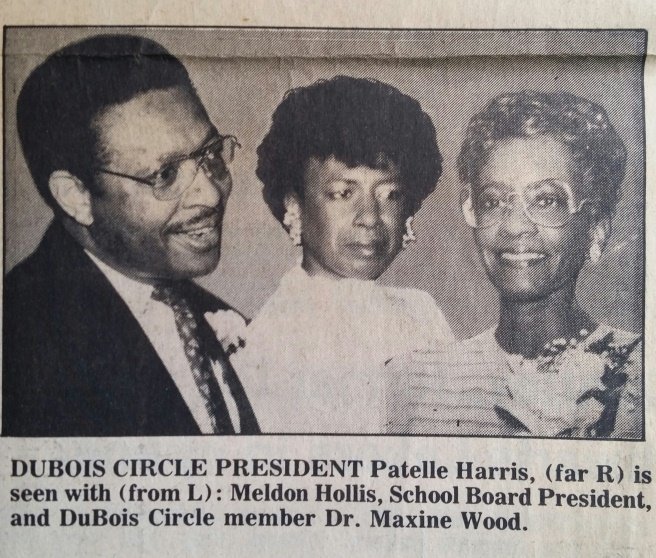 DUBOIS CIRCLE PRESIDENT Patelle Harris, (far R) is
seen with (from L): Meldon Hollis, School Board President,
and DuBois Circle member Dr. Maxine Wood.